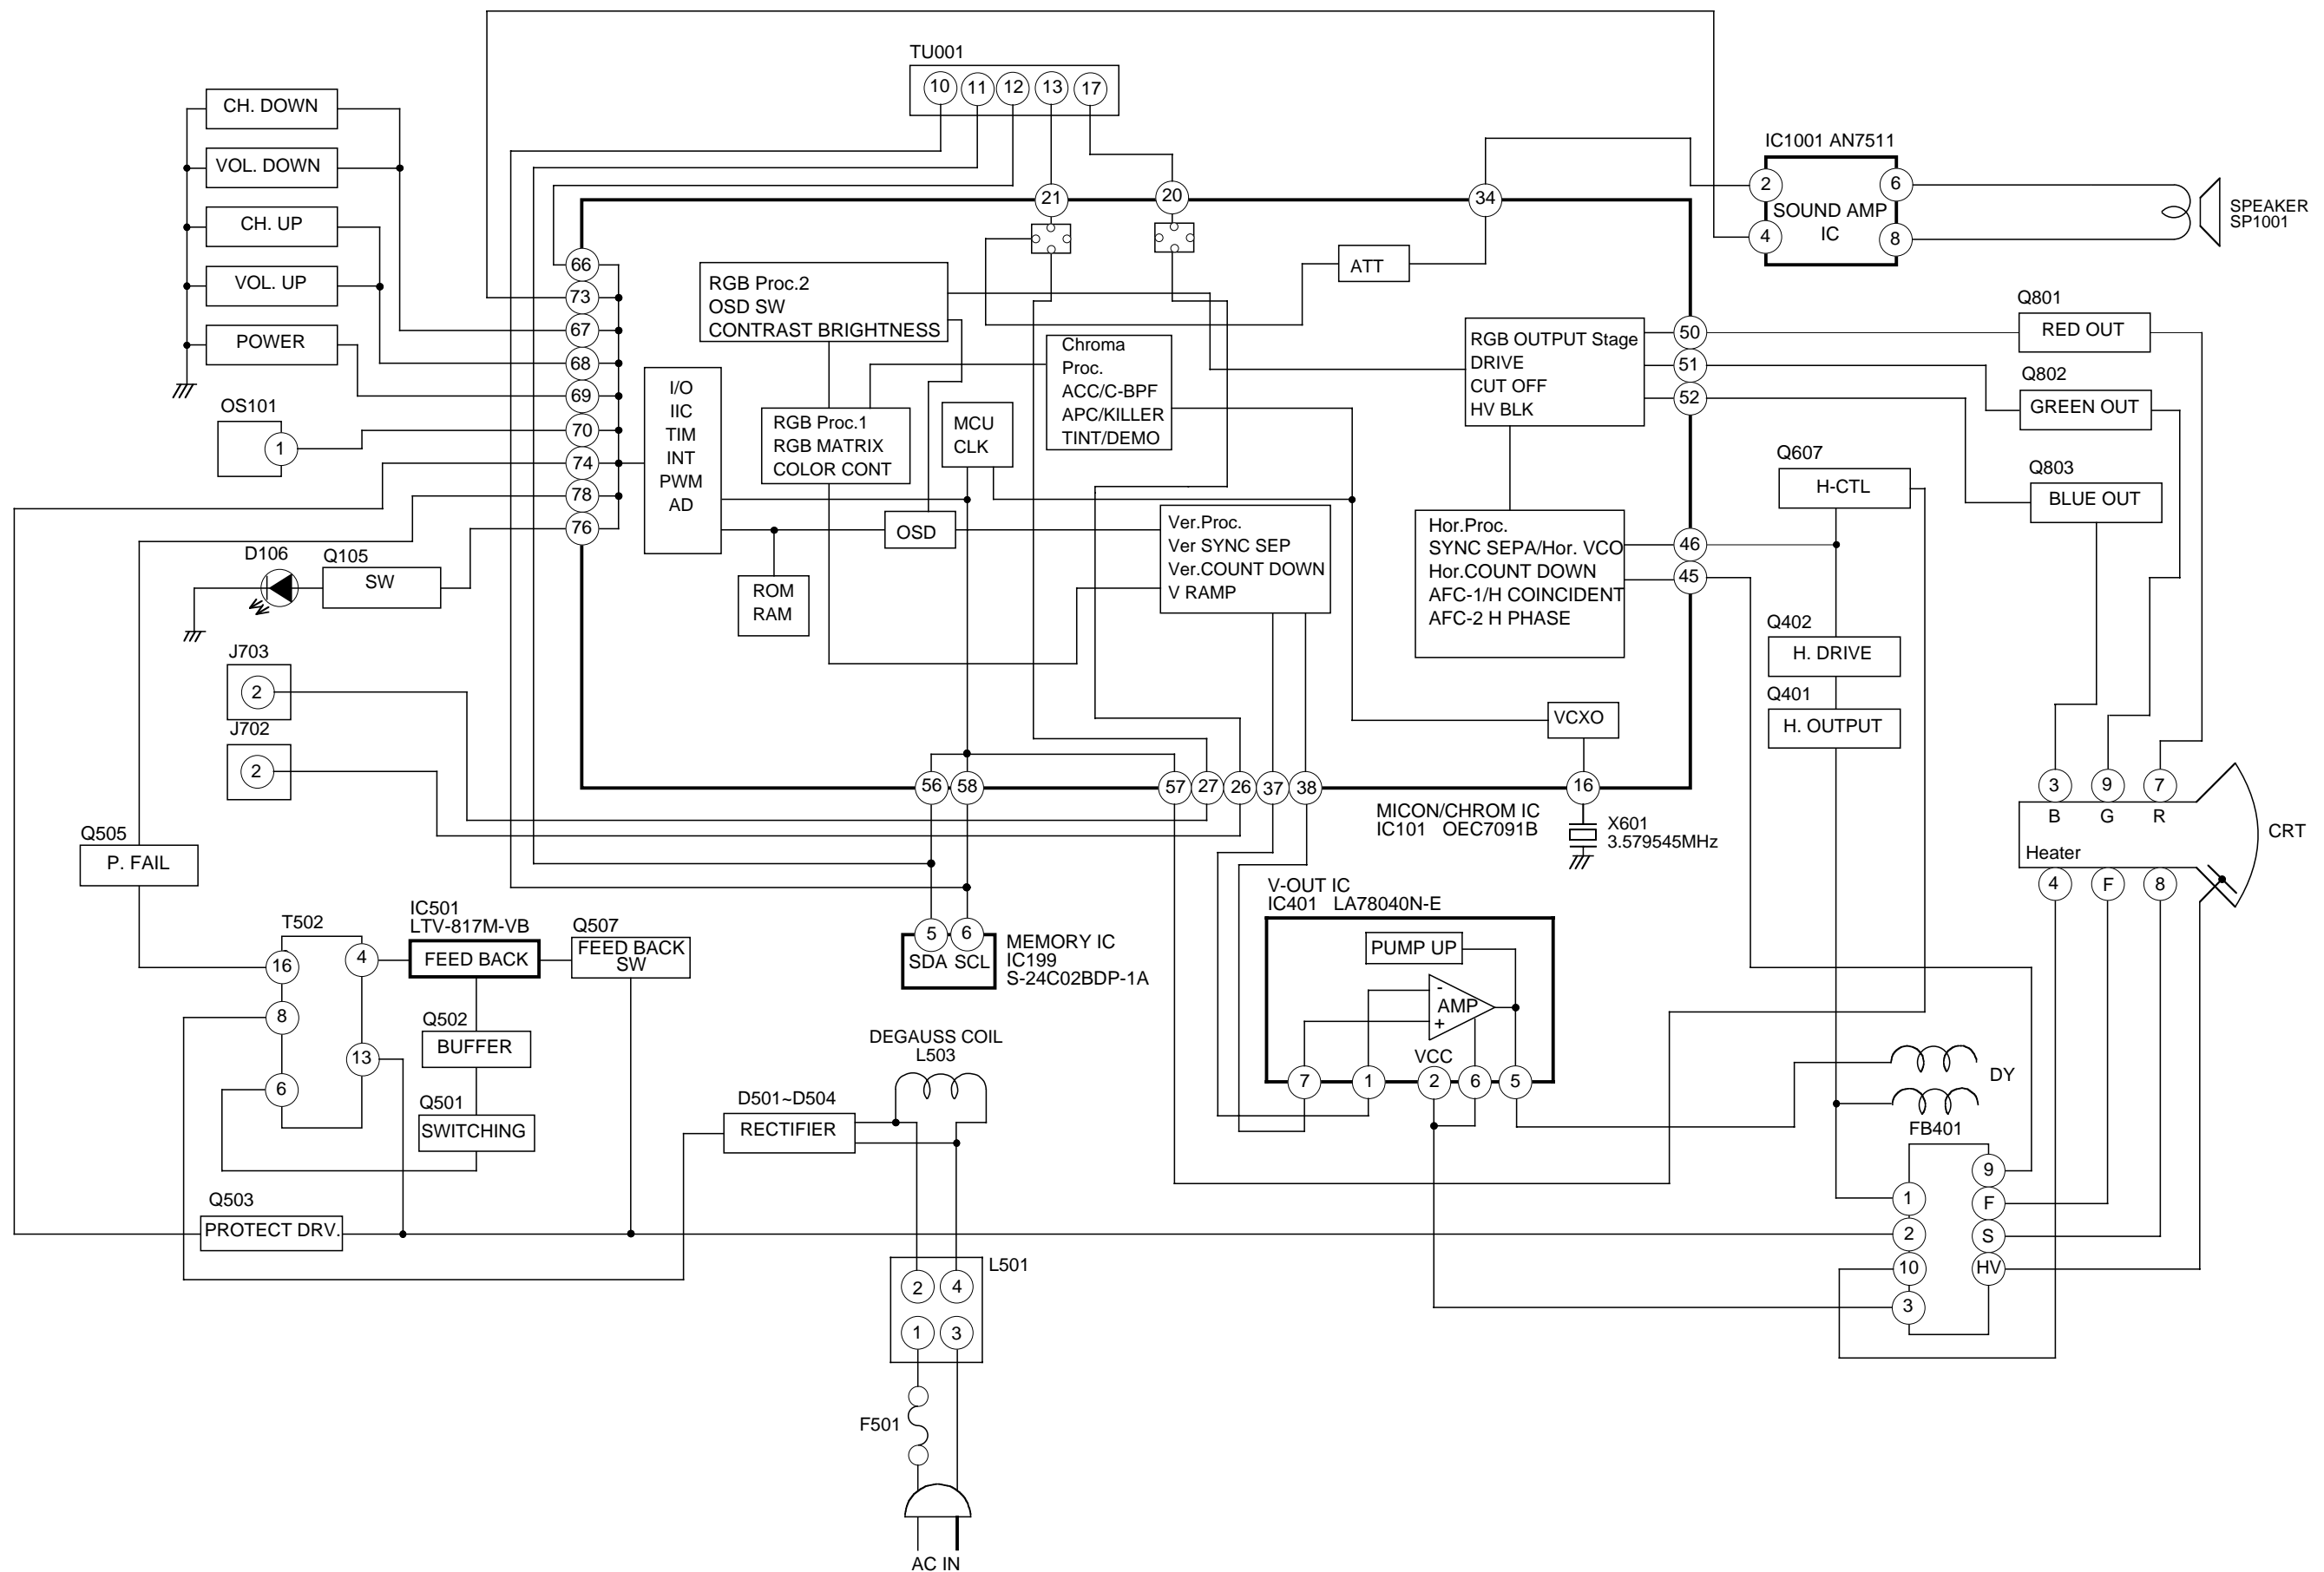 TU001
10 11 12 13 17
CH. DOWN
VOL. DOWN
CH. UP
VOL. UP
POWER
OS101
1
66
73
67
68
69
70
74
78
76
21
20
34
IC1001 AN7511
2
4
6
8
SOUND AMP
IC
SPEAKER
SP1001
ATT
RGB Proc.2
OSD SW
CONTRAST BRIGHTNESS
Chroma
Proc.
ACC/C-BPF
APC/KILLER
TINT/DEMO
I/O
IIC
TIM
INT
PWM
AD
RGB Proc.1
RGB MATRIX
COLOR CONT
MCU
CLK
OSD
ROM
RAM
Ver.Proc.
Ver SYNC SEP
Ver.COUNT DOWN
V RAMP
RGB OUTPUT Stage
DRIVE
CUT OFF
HV BLK
50
51
52
Hor.Proc.
SYNC SEPA/Hor. VCO
Hor.COUNT DOWN
AFC-1/H COINCIDENT
AFC-2 H PHASE
46
45
VCXO
Q801
RED OUT
Q802
GREEN OUT
Q803
BLUE OUT
Q607
H-CTL
Q402
H. DRIVE
Q401
H. OUTPUT
D106
Q105
SW
J703
2
J702
2
56 58 57 27 26 37 38 16
MICON/CHROM IC
IC101 OEC7091B
X601
3.579545MHz
3 9 7
B G R
Heater
4 F 8
CRT
Q505
P. FAIL
T502
16
8
6
4
13
IC501
LTV-817M-VB
FEED BACK
Q507
FEED BACK
SW
Q502
BUFFER
Q501
SWITCHING
Q503
PROTECT DRV.
5 6
SDA SCL
MEMORY IC
IC199
S-24C02BDP-1A
V-OUT IC
IC401 LA78040N-E
PUMP UP
-
AMP
+
VCC
7 1 2 6 5
DEGAUSS COIL
L503
D501~D504
RECTIFIER
L501
2 4
1 3
F501
AC IN
DY
FB401
1
2
10
3
9
F
S
HV